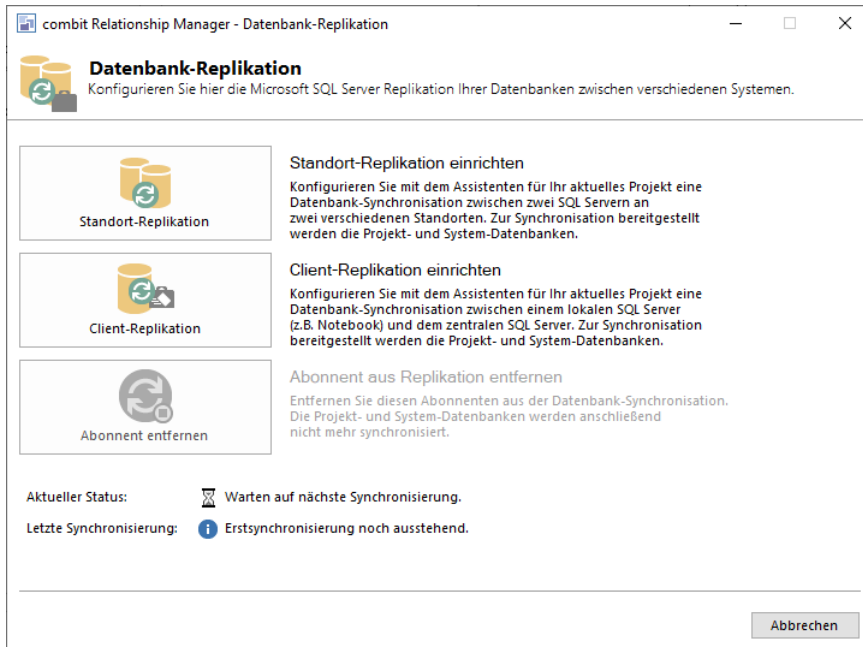 combit Relationship Manager - Datenbank-Replikation
Datenbank-Replikation
Konfigurieren Sie hier die Microsoft SQL Server Replikation Ihrer Datenbanken zwischen verschiedenen Systemen.
Standort-Replikation
Standort-Replikation einrichten
Konfigurieren Sie mit dem Assistenten für Ihr aktuelles Projekt eine
Datenbank-Synchronisation zwischen zwei SQL Servern an
zwei verschiedenen Standorten. Zur Synchronisation bereitgestellt
werden die Projekt- und System-Datenbanken.
Client-Replikation
Client-Replikation einrichten
Konfigurieren Sie mit dem Assistenten für Ihr aktuelles Projekt eine
Datenbank-Synchronisation zwischen einem lokalen SQL Server
(z.B. Notebook) und dem zentralen SQL Server. Zur Synchronisation
bereitgestellt werden die Projekt- und System-Datenbanken.
Abonnent entfernen
Abonnent aus Replikation entfernen
Entfernen Sie diesen Abonnenten aus der Datenbank-Synchronisation.
Die Projekt- und System-Datenbanken werden anschließend
nicht mehr synchronisiert.
Aktueller Status: Warten auf nächste Synchronisierung.
Letzte Synchronisierung: Erstsynchronisierung noch ausstehend.
Abbrechen